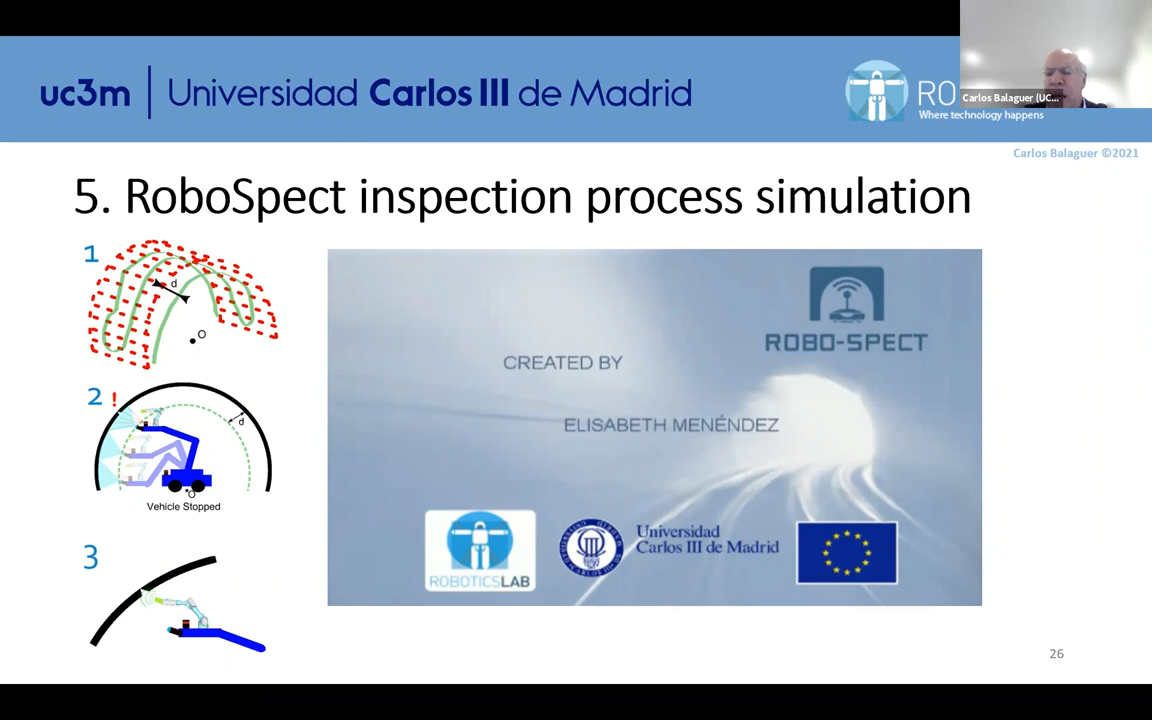 uc3m | Universidad Carlos III de Madrid
RO
Where technology happens
Carlos Balaguer (UC...
Carlos Balaguer ©2021
5. RoboSpect inspection process simulation
1
d
O
2 !
d
O
Vehicle Stopped
3
ROBO-SPECT
CREATED BY
ELISABETH MENÉNDEZ
ROBOTICSLAB
Universidad
Carlos III de Madrid
26